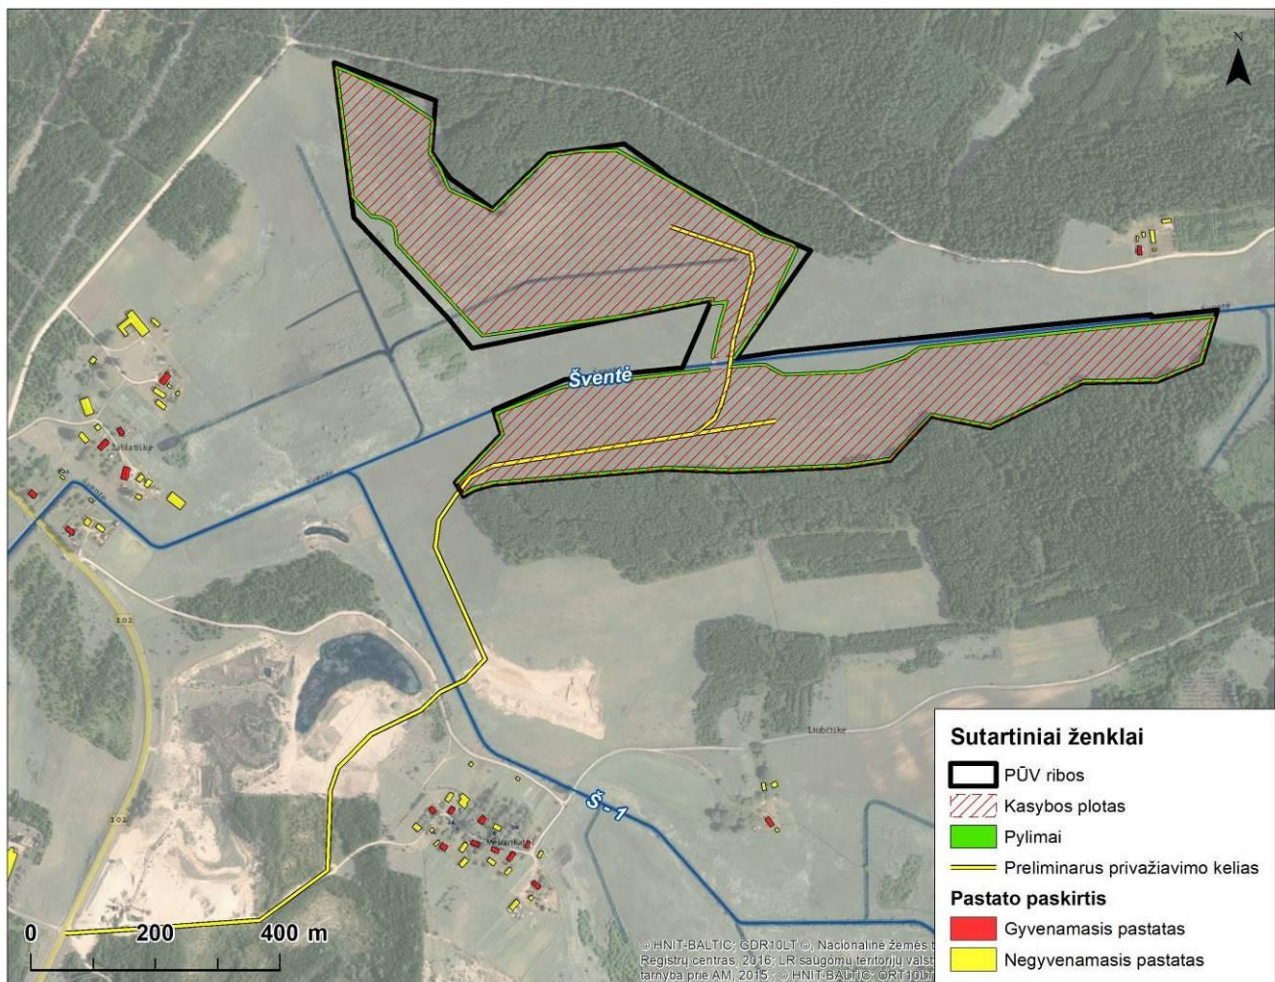 N
Šventė
Šventė
Šventė
Šventė
102
102
Š - 1
Liubčiškė
0 200 400 m
Sutartiniai ženklai
PŪV ribos
Kasybos plotas
Pylimai
Preliminarus privažiavimo kelias
Pastato paskirtis
Gyvenamasis pastatas
Negyvenamasis pastatas
© HNIT-BALTIC; GDR10LT ©, Nacionalinė žemės t
Registrų centras, 2016; LR saugomų teritorijų valst
tarnyba prie AM, 2015.; © HNIT-BALTIC; ORT10LT